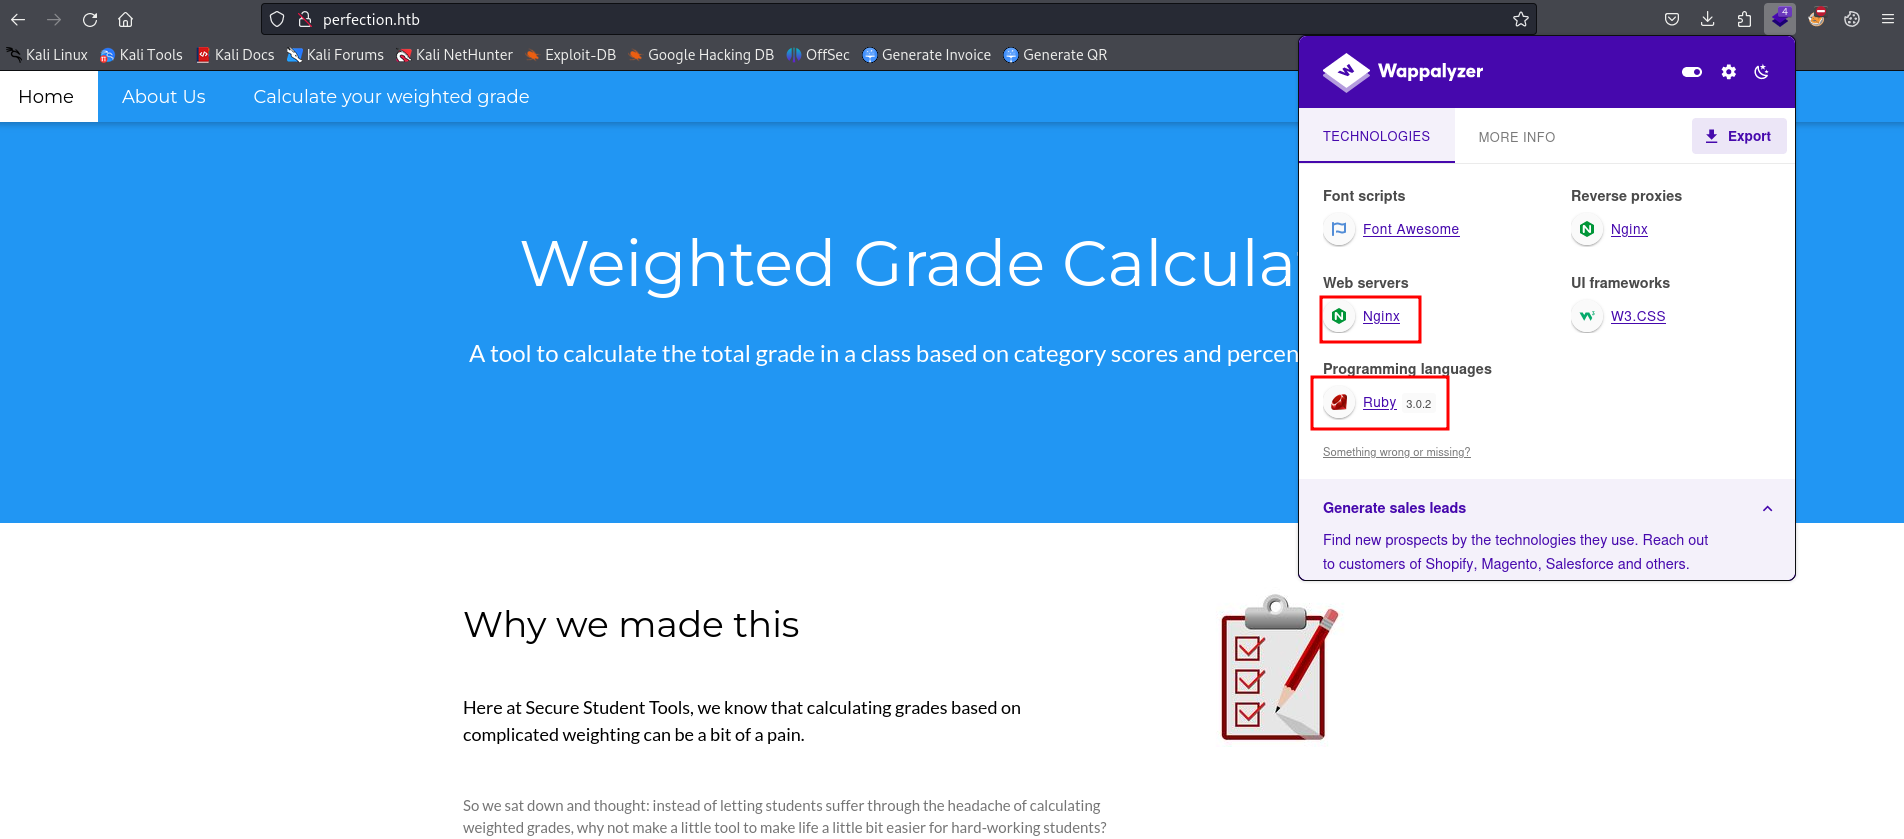 perfection.htb
4
Kali Linux Kali Tools Kali Docs Kali Forums Kali NetHunter Exploit-DB Google Hacking DB OffSec Generate Invoice Generate QR
Home About Us Calculate your weighted grade
Weighted Grade Calcula
A tool to calculate the total grade in a class based on category scores and percen
Wappalyzer
TECHNOLOGIES MORE INFO Export
Font scripts
Font Awesome
Reverse proxies
Nginx
Web servers
Nginx
UI frameworks
W3.CSS
Programming languages
Ruby 3.0.2
Something wrong or missing?
Generate sales leads
Find new prospects by the technologies they use. Reach out
to customers of Shopify, Magento, Salesforce and others.
Why we made this
Here at Secure Student Tools, we know that calculating grades based on
complicated weighting can be a bit of a pain.
So we sat down and thought: instead of letting students suffer through the headache of calculating
weighted grades, why not make a little tool to make life a little bit easier for hard-working students?